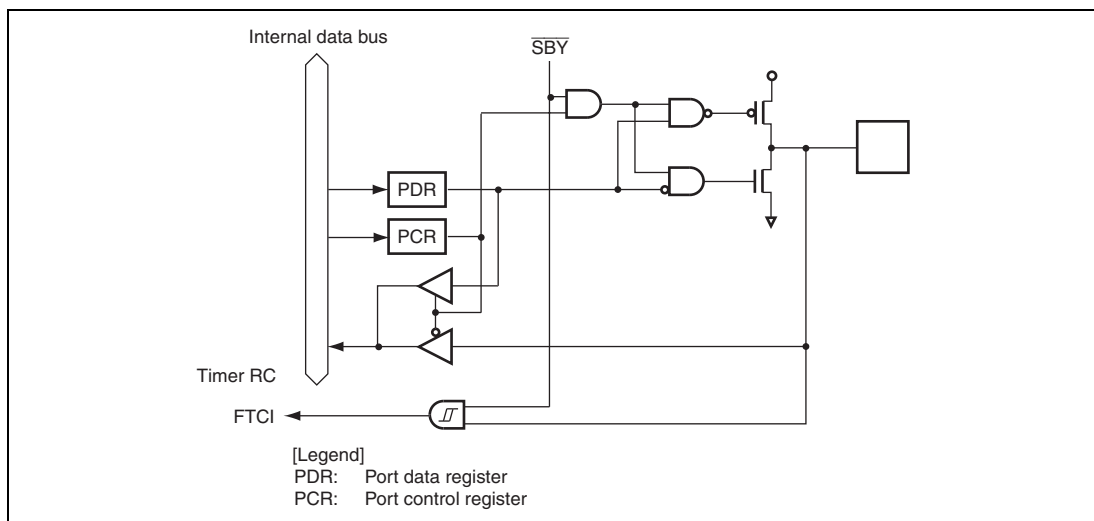 Internal data bus
SBY
PDR
PCR
Timer RC
FTCI
[Legend]
PDR: Port data register
PCR: Port control register